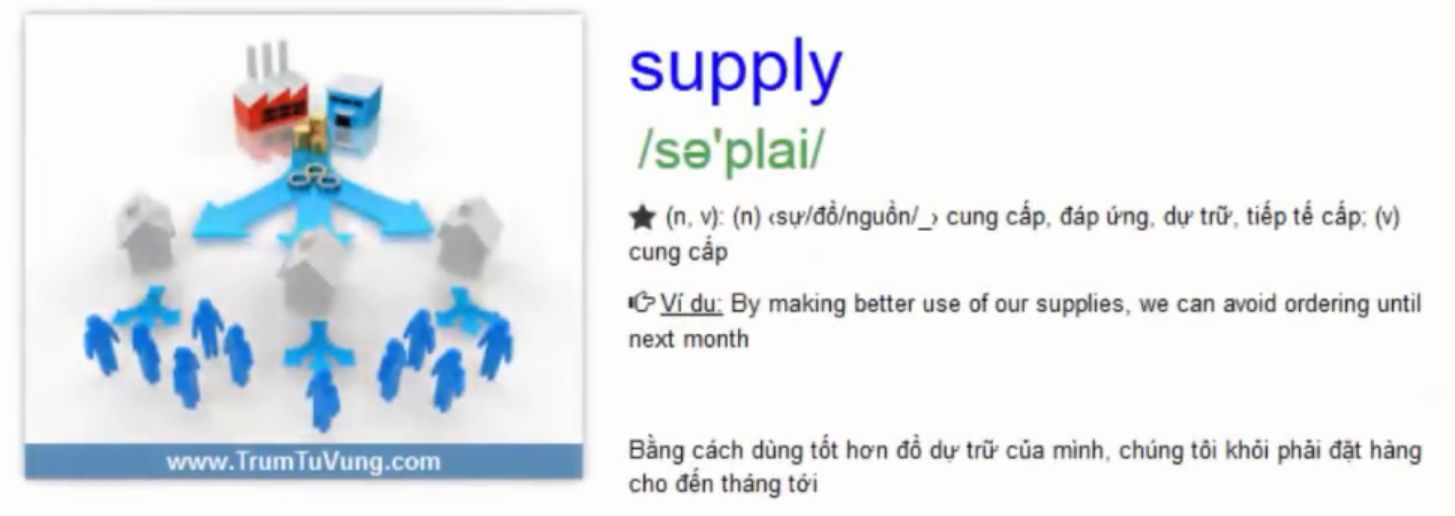 supply
/sə'plai/
★ (n, v): (n) ‹sự/đồ/nguồn/_› cung cấp, đáp ứng, dự trữ, tiếp tế cấp; (v)
cung cấp
Ví du: By making better use of our supplies, we can avoid ordering until
next month
Bằng cách dùng tốt hơn đồ dự trữ của mình, chúng tôi khỏi phải đặt hàng
cho đến tháng tới
www.TrumTuVung.com